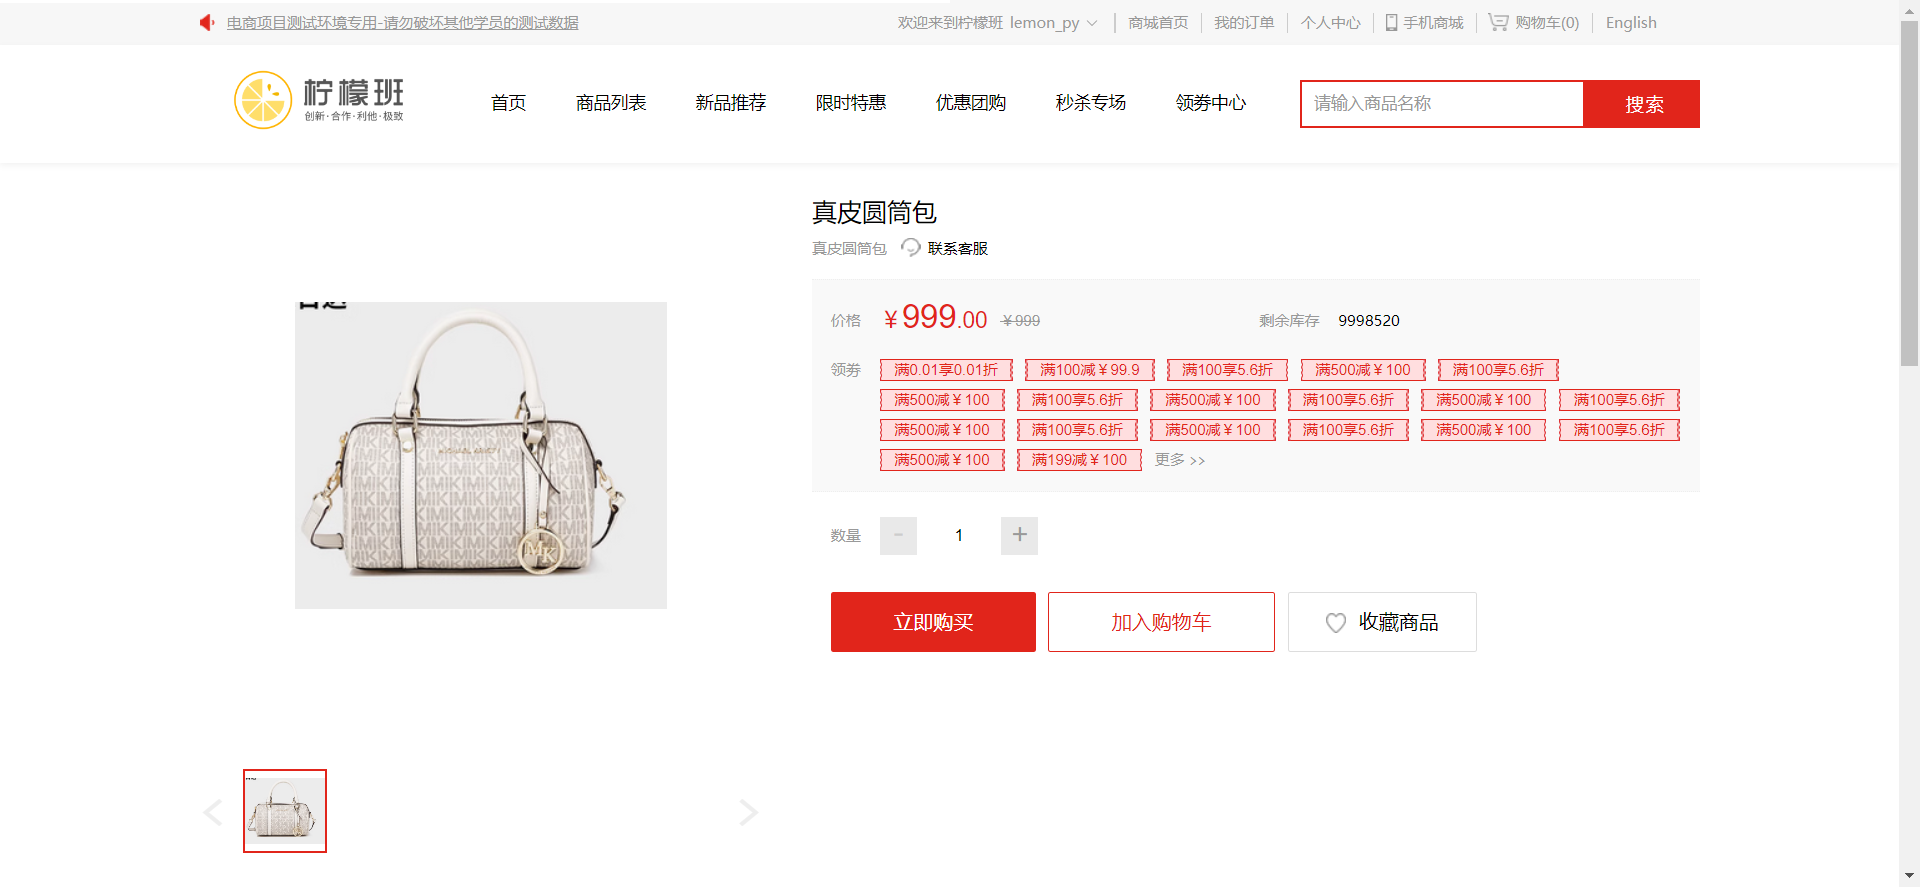 电商项目测试环境专用-请勿破坏其他学员的测试数据
欢迎来到柠檬班 lemon_py 商城首页 我的订单 个人中心 手机商城 购物车(0) English
柠檬班
创新·合作·利他·极致
首页 商品列表 新品推荐 限时特惠 优惠团购 秒杀专场 领券中心 请输入商品名称 搜索
真皮圆筒包
真皮圆筒包 联系客服
价格 ¥999.00 ¥999 剩余库存 9998520
领券 满0.01享0.01折 满100减¥99.9 满100享5.6折 满500减¥100 满100享5.6折
满500减¥100 满100享5.6折 满500减¥100 满100享5.6折 满500减¥100 满100享5.6折
满500减¥100 满100享5.6折 满500减¥100 满100享5.6折 满500减¥100 满100享5.6折
满500减¥100 满199减¥100 更多 >>
数量 - 1 +
立即购买 加入购物车 收藏商品
MK